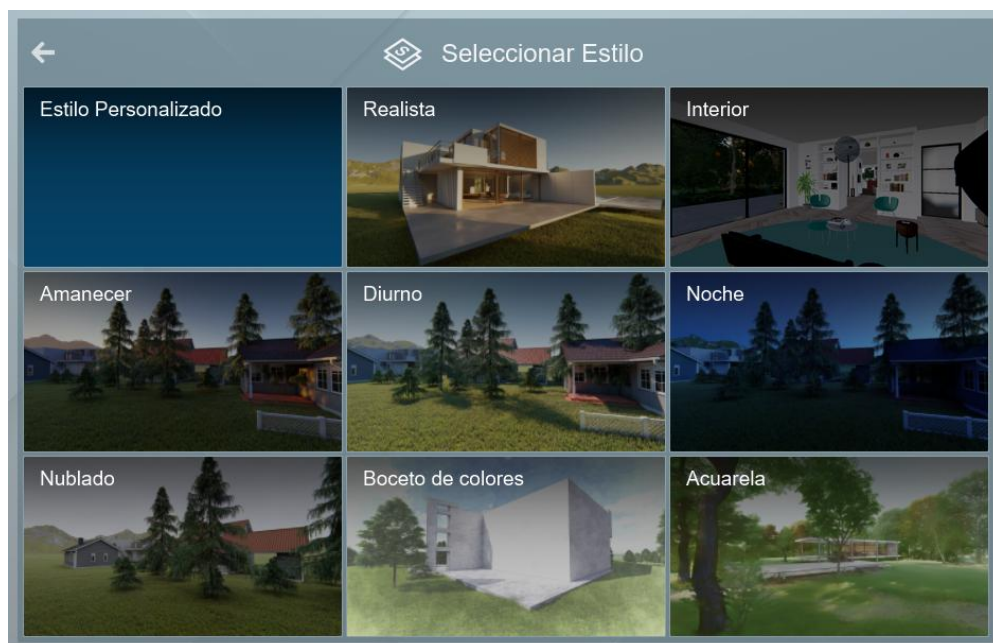 Seleccionar Estilo
Estilo Personalizado
Realista
Interior
Amanecer
Diurno
Noche
Nublado
Boceto de colores
Acuarela